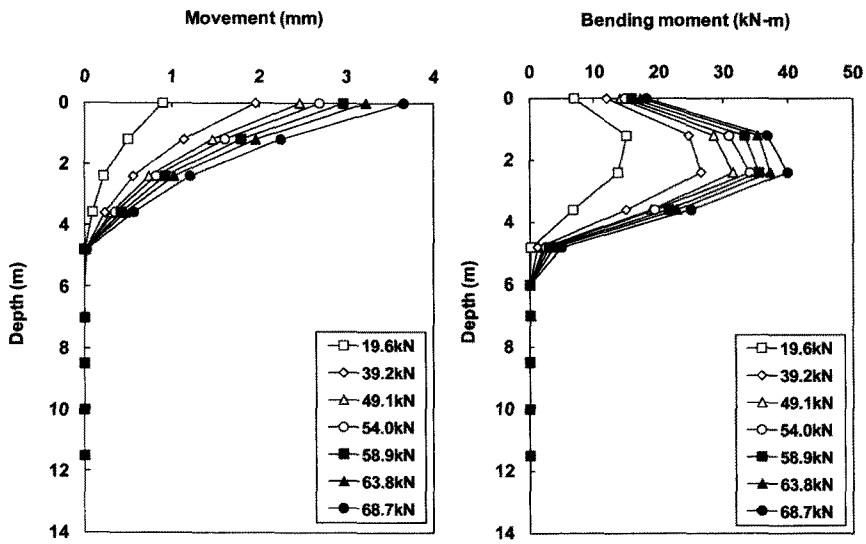 Movement (mm)
0 1 2 3 4
Depth (m)
0
2
4
6
8
10
12
14
19.6kN
39.2kN
49.1kN
54.0kN
58.9kN
63.8kN
68.7kN
Bending moment (kN-m)
0 10 20 30 40 50
Depth (m)
0
2
4
6
8
10
12
14
19.6kN
39.2kN
49.1kN
54.0kN
58.9kN
63.8kN
68.7kN